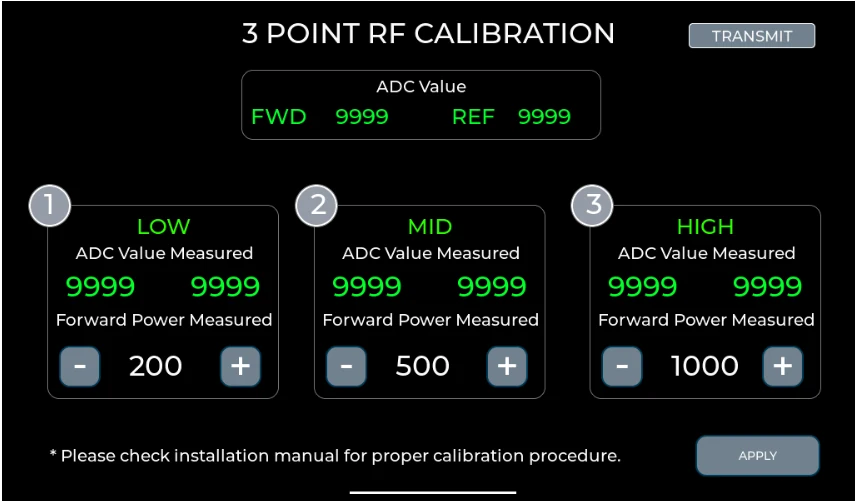 3 POINT RF CALIBRATION
TRANSMIT
ADC Value
FWD 9999 REF 9999
1
LOW
ADC Value Measured
9999 9999
Forward Power Measured
- 200 +
2
MID
ADC Value Measured
9999 9999
Forward Power Measured
- 500 +
3
HIGH
ADC Value Measured
9999 9999
Forward Power Measured
- 1000 +
* Please check installation manual for proper calibration procedure.
APPLY